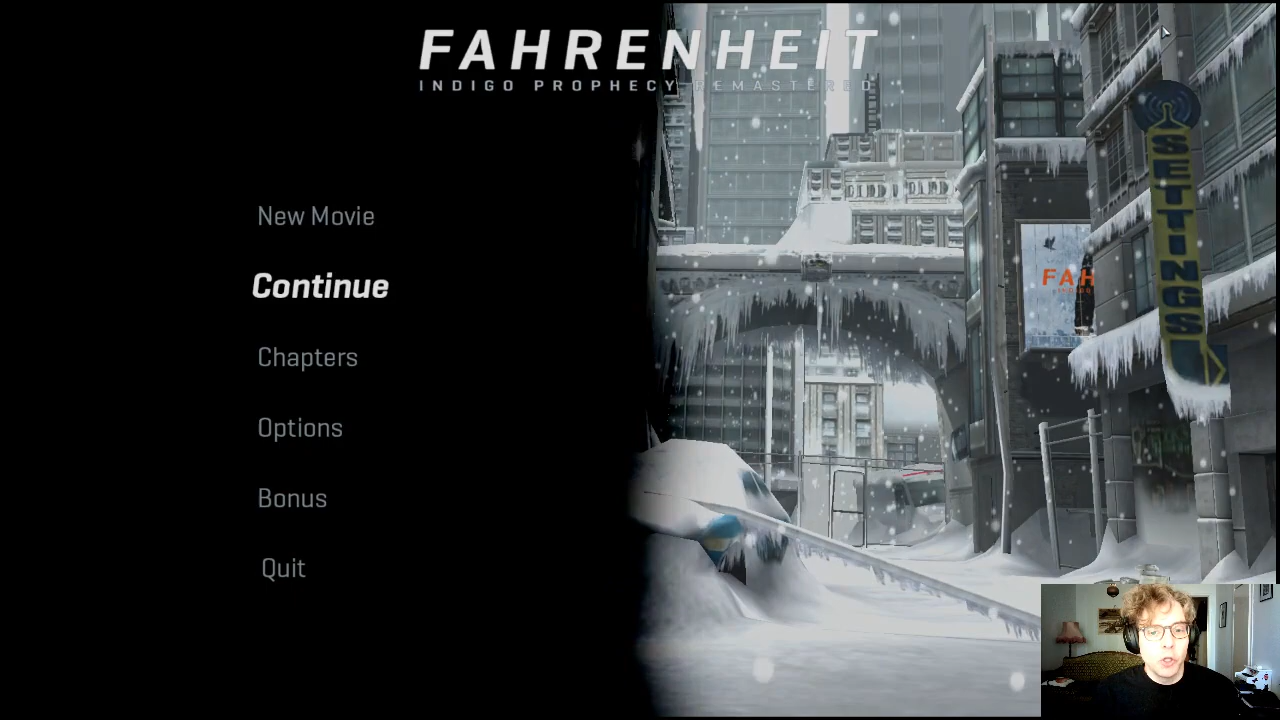 FAHRENHEIT
INDIGO PROPHECY REMASTERED
New Movie
Continue
Chapters
Options
Bonus
Quit
SETTINGS
FAH